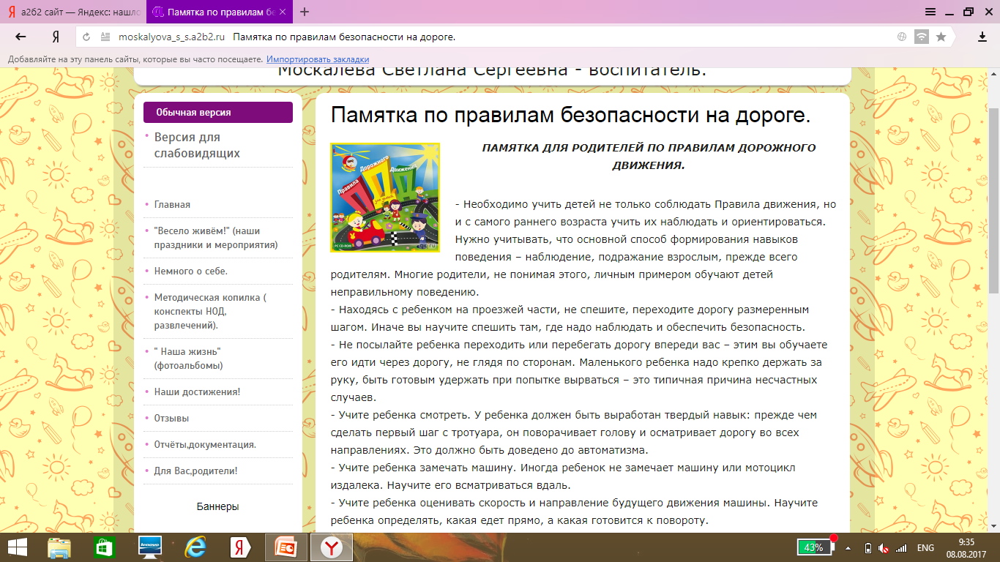 а2б2 сайт — Яндекс: нашло
Памятка по правилам бе
moskalyova_s_s.a2b2.ru Памятка по правилам безопасности на дороге.
Добавляйте на эту панель сайты, которые вы часто посещаете. Импортировать закладки
Москалева Светлана Сергеевна - воспитатель.
Обычная версия
Версия для
слабовидящих
Главная
"Весело живём!" (наши
праздники и мероприятия)
Немного о себе.
Методическая копилка (
конспекты НОД,
развлечений).
" Наша жизнь"
(фотоальбомы)
Наши достижения!
Отзывы
Отчёты,документация.
Для Вас,родители!
Баннеры
Памятка по правилам безопасности на дороге.
Правила
Дорожного
Движения
ПАМЯТКА ДЛЯ РОДИТЕЛЕЙ ПО ПРАВИЛАМ ДОРОЖНОГО
ДВИЖЕНИЯ.
- Необходимо учить детей не только соблюдать Правила движения, но
и с самого раннего возраста учить их наблюдать и ориентироваться.
Нужно учитывать, что основной способ формирования навыков
поведения – наблюдение, подражание взрослым, прежде всего
родителям. Многие родители, не понимая этого, личным примером обучают детей
неправильному поведению.
- Находясь с ребенком на проезжей части, не спешите, переходите дорогу размеренным
шагом. Иначе вы научите спешить там, где надо наблюдать и обеспечить безопасность.
- Не посылайте ребенка переходить или перебегать дорогу впереди вас – этим вы обучаете
его идти через дорогу, не глядя по сторонам. Маленького ребенка надо крепко держать за
руку, быть готовым удержать при попытке вырваться – это типичная причина несчастных
случаев.
- Учите ребенка смотреть. У ребенка должен быть выработан твердый навык: прежде чем
сделать первый шаг с тротуара, он поворачивает голову и осматривает дорогу во всех
направлениях. Это должно быть доведено до автоматизма.
- Учите ребенка замечать машину. Иногда ребенок не замечает машину или мотоцикл
издалека. Научите его всматриваться вдаль.
- Учите ребенка оценивать скорость и направление будущего движения машины. Научите
ребенка определять, какая едет прямо, а какая готовится к повороту.
lenovo
43%
ENG
9:35
08.08.2017